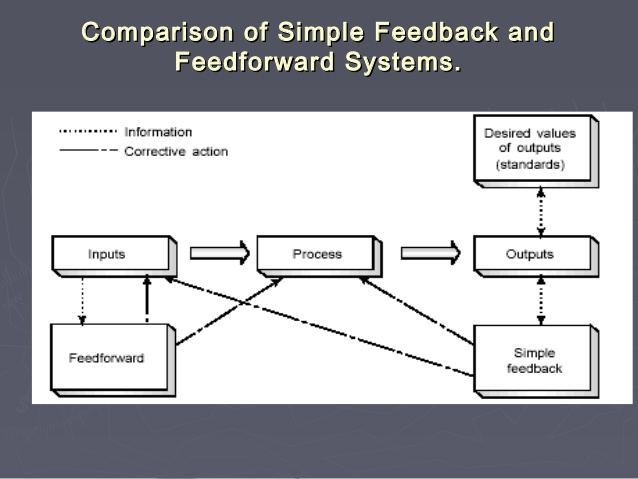 Comparison of Simple Feedback and
Feedforward Systems.
Information
Corrective action
Desired values
of outputs
(standards)
Inputs
Process
Outputs
Feedforward
Simple
feedback